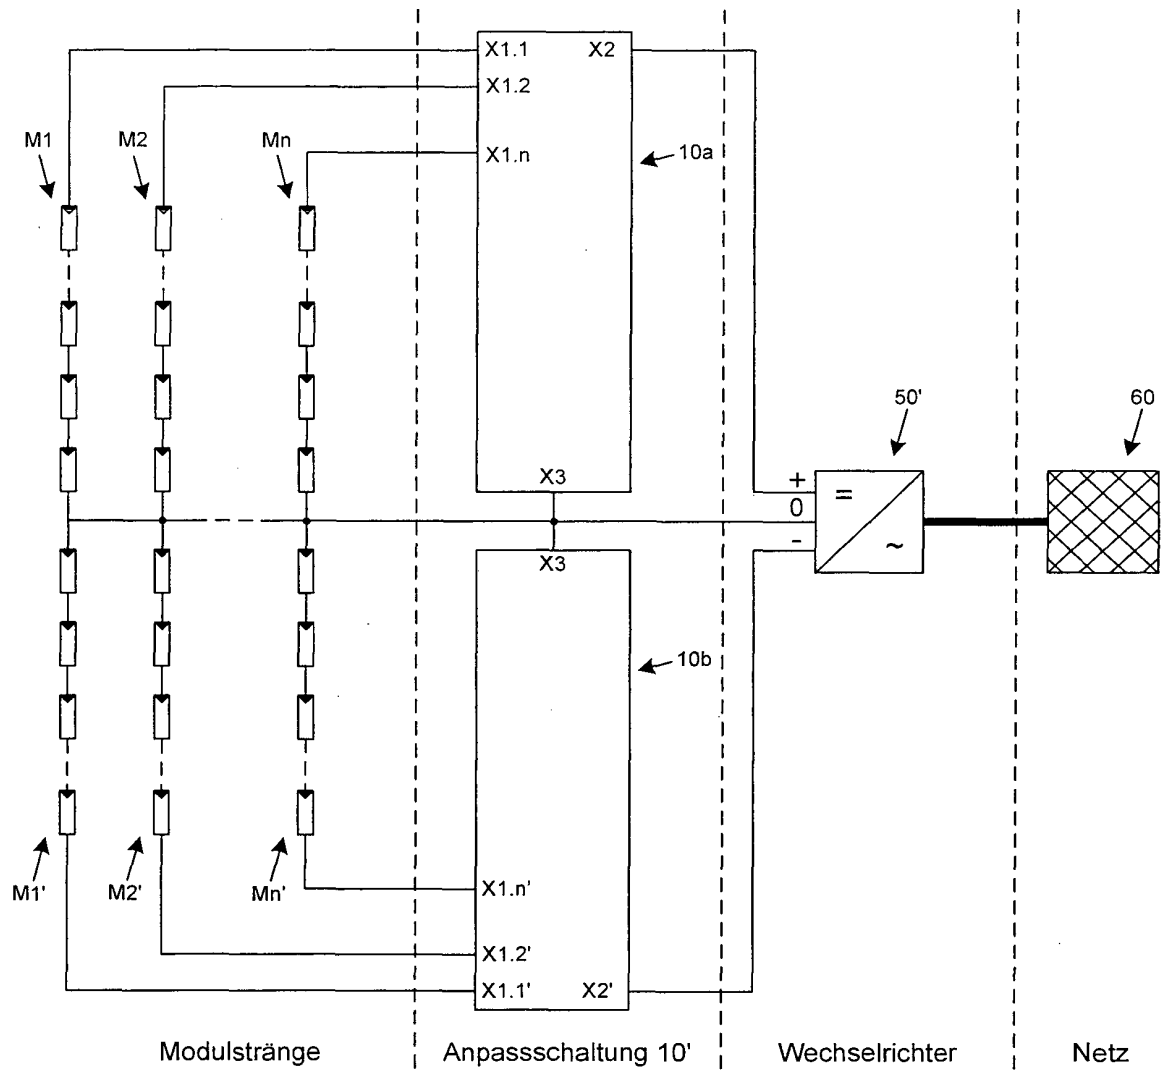 X1.1 X2
X1.2
M1 M2 Mn
X1.n
10a
50'
60
X3
+
0
-
=
~
X3
10b
M1' M2' Mn'
X1.n'
X1.2'
X1.1' X2'
Modulstränge Anpassschaltung 10' Wechselrichter Netz